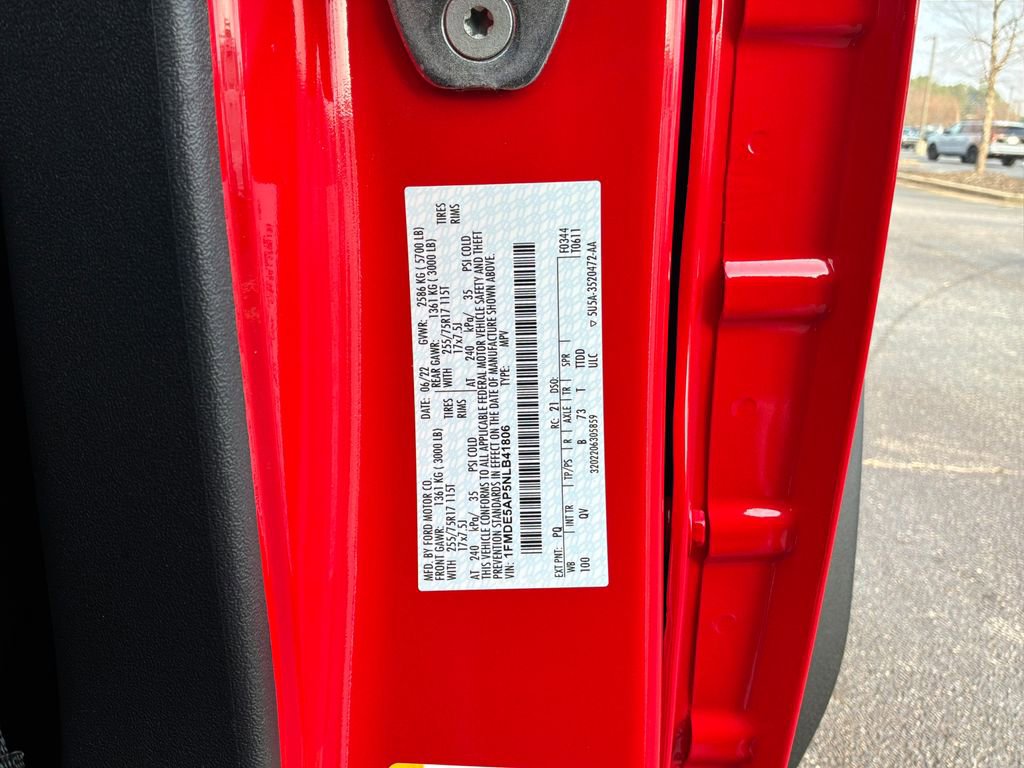 MFD. BY FORD MOTOR CO. DATE: 06/22 GVWR: 2586 KG ( 5700 LB)
FRONT GAWR: 1361 KG ( 3000 LB) REAR GAWR: 1361 KG ( 3000 LB)
WITH 255/75R17 115T TIRES WITH 255/75R17 115T TIRES
17x7.5J RIMS 17x7.5J RIMS
AT 240 kPa/ 35 PSI COLD AT 240 kPa/ 35 PSI COLD
THIS VEHICLE CONFORMS TO ALL APPLICABLE FEDERAL MOTOR VEHICLE SAFETY AND THEFT
PREVENTION STANDARDS IN EFFECT ON THE DATE OF MANUFACTURE SHOWN ABOVE.
VIN: 1FMDE5AP5NLB41806 TYPE: MPV
EXT PNT: PQ RC: 21 DSO: F0344
WB INT TR TP/PS R AXLE TR SPR T0611
100 QV B 73 T TTDD
ULC
3202206305859 ▽ 5U5A-3520472-AA